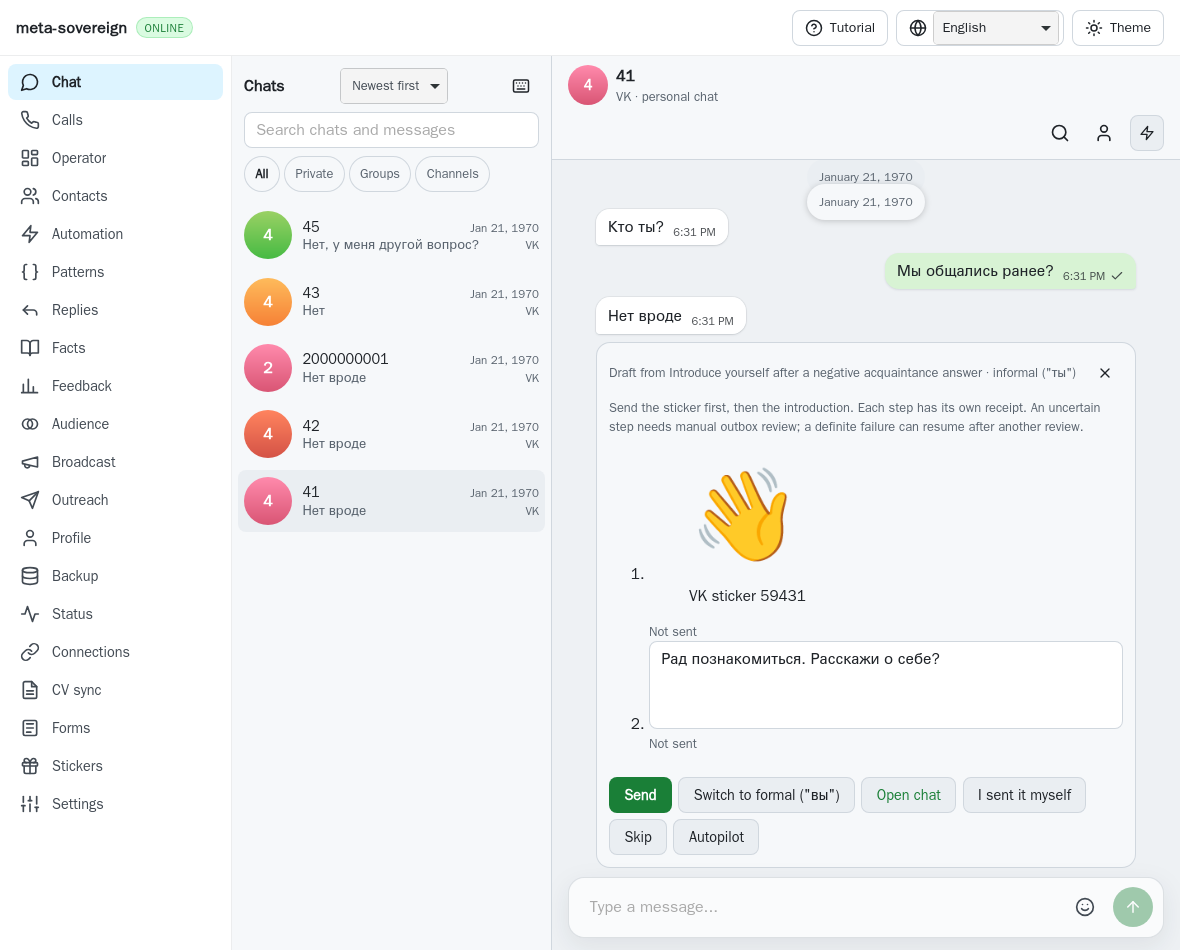 meta-sovereign
ONLINE
Tutorial
English
Theme
Chat
Calls
Operator
Contacts
Automation
Patterns
Replies
Facts
Feedback
Audience
Broadcast
Outreach
Profile
Backup
Status
Connections
CV sync
Forms
Stickers
Settings
Chats
Newest first
Search chats and messages
All
Private
Groups
Channels
4
45
Jan 21, 1970
Нет, у меня другой вопрос?
VK
4
43
Jan 21, 1970
Нет
VK
2
2000000001
Jan 21, 1970
Нет вроде
VK
4
42
Jan 21, 1970
Нет вроде
VK
4
41
Jan 21, 1970
Нет вроде
VK
4
41
VK · personal chat
January 21, 1970
January 21, 1970
Кто ты? 6:31 PM
Мы общались ранее? 6:31 PM
Нет вроде 6:31 PM
Draft from Introduce yourself after a negative acquaintance answer · informal ("ты")
Send the sticker first, then the introduction. Each step has its own receipt. An uncertain
step needs manual outbox review; a definite failure can resume after another review.
1.
VK sticker 59431
Not sent
Рад познакомиться. Расскажи о себе?
2.
Not sent
Send
Switch to formal ("вы")
Open chat
I sent it myself
Skip
Autopilot
Type a message...